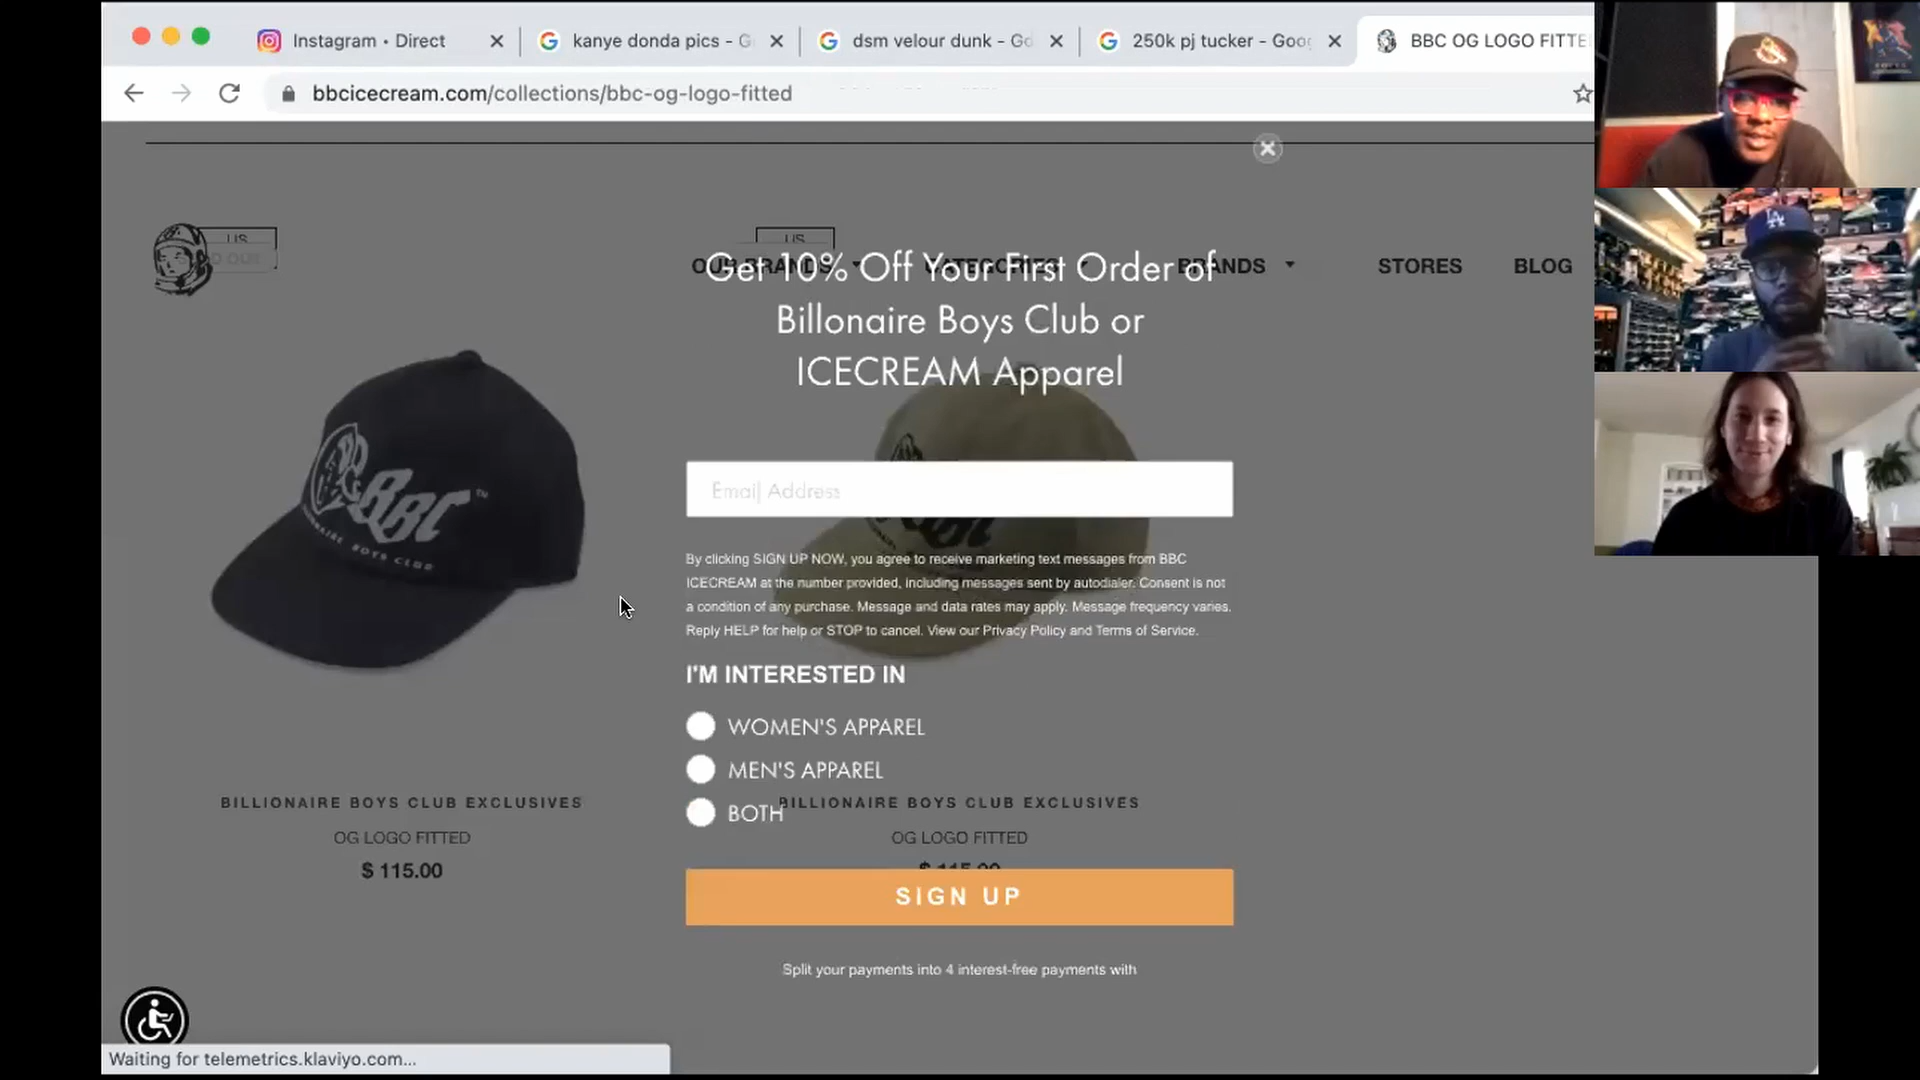 Instagram • Direct
kanye donda pics - G
dsm velour dunk - Go
250k pj tucker - Goog
BBC OG LOGO FITTE
bbcicecream.com/collections/bbc-og-logo-fitted
US
US
OUR BRANDS
CATEGORIES
BRANDS
STORES
BLOG
Get 10% Off Your First Order of
Billonaire Boys Club or
ICECREAM Apparel
LA
BBC
Email Address
By clicking SIGN UP NOW, you agree to receive marketing text messages from BBC
ICECREAM at the number provided, including messages sent by autodialer. Consent is not
a condition of any purchase. Message and data rates may apply. Message frequency varies.
Reply HELP for help or STOP to cancel. View our Privacy Policy and Terms of Service.
I'M INTERESTED IN
WOMEN'S APPAREL
MEN'S APPAREL
BOTH
BILLIONAIRE BOYS CLUB EXCLUSIVES
OG LOGO FITTED
$ 115.00
BILLIONAIRE BOYS CLUB EXCLUSIVES
OG LOGO FITTED
$ 115.00
SIGN UP
Split your payments into 4 interest-free payments with
Waiting for telemetrics.klaviyo.com...